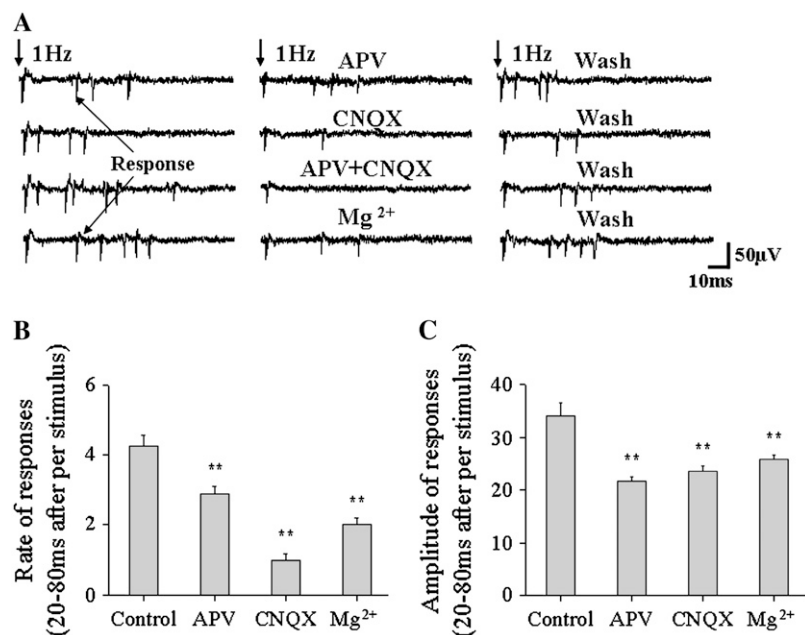 A
1Hz
1Hz
APV
1Hz
Wash
CNQX
Wash
Response
APV+CNQX
Wash
Mg 2+
Wash
50μV
10ms
B
C
Rate of responses
(20-80ms after per stimulus)
6
4
2
0
**
**
**
Control APV CNQX Mg2+
Amplitude of responses
(20-80ms after per stimulus)
40
30
20
10
0
**
**
**
Control APV CNQX Mg2+